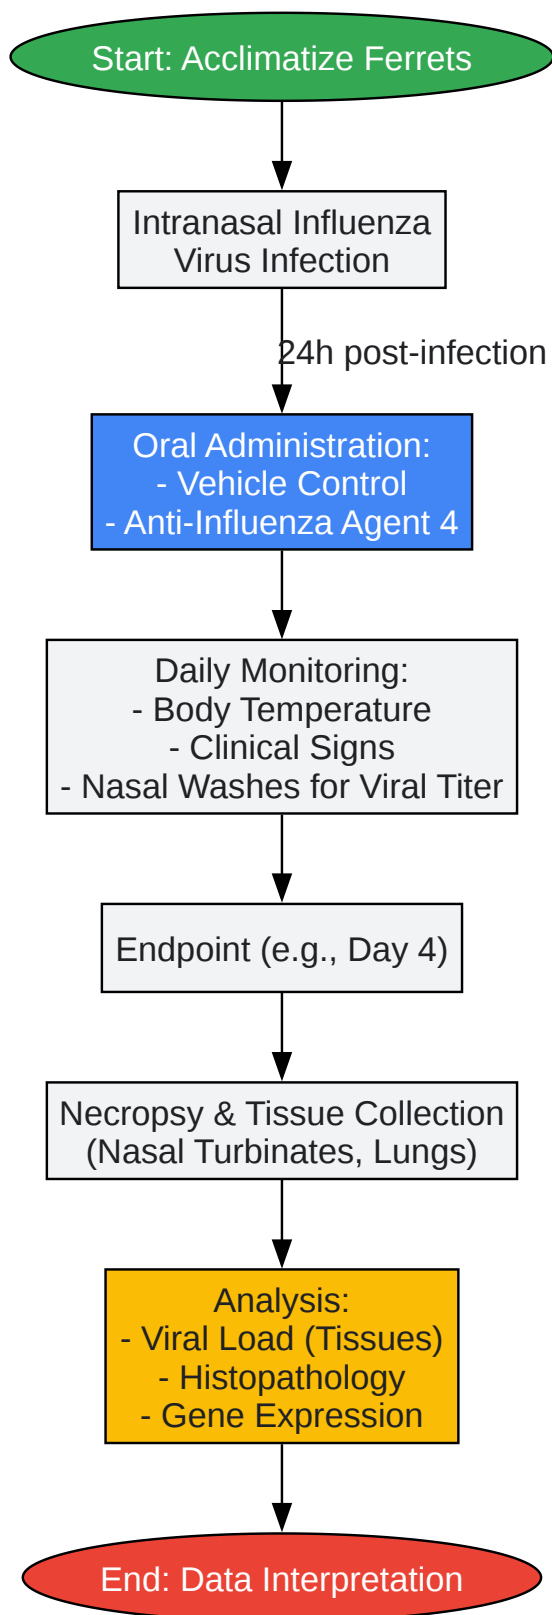 Start: Acclimatize Ferrets
Intranasal Influenza
Virus Infection
24h post-infection
Oral Administration:
- Vehicle Control
- Anti-Influenza Agent 4
Daily Monitoring:
- Body Temperature
- Clinical Signs
- Nasal Washes for Viral Titer
Endpoint (e.g., Day 4)
Necropsy & Tissue Collection
(Nasal Turbinates, Lungs)
Analysis:
- Viral Load (Tissues)
- Histopathology
- Gene Expression
End: Data Interpretation